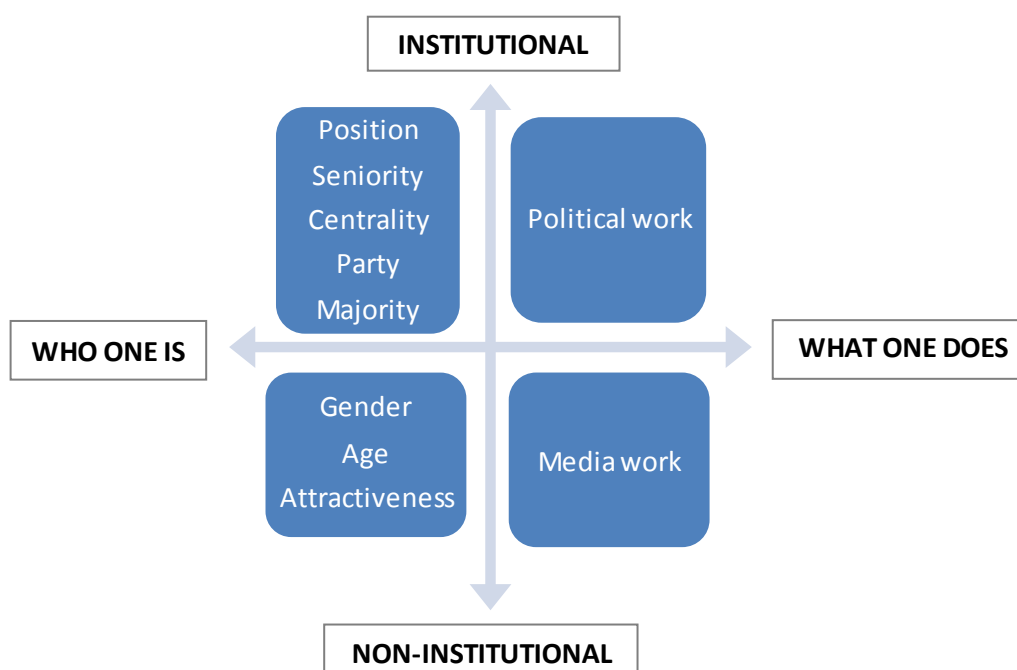 INSTITUTIONAL
Position
Seniority
Centrality
Party
Majority
Political work
WHO ONE IS
WHAT ONE DOES
Gender
Age
Attractiveness
Media work
NON-INSTITUTIONAL